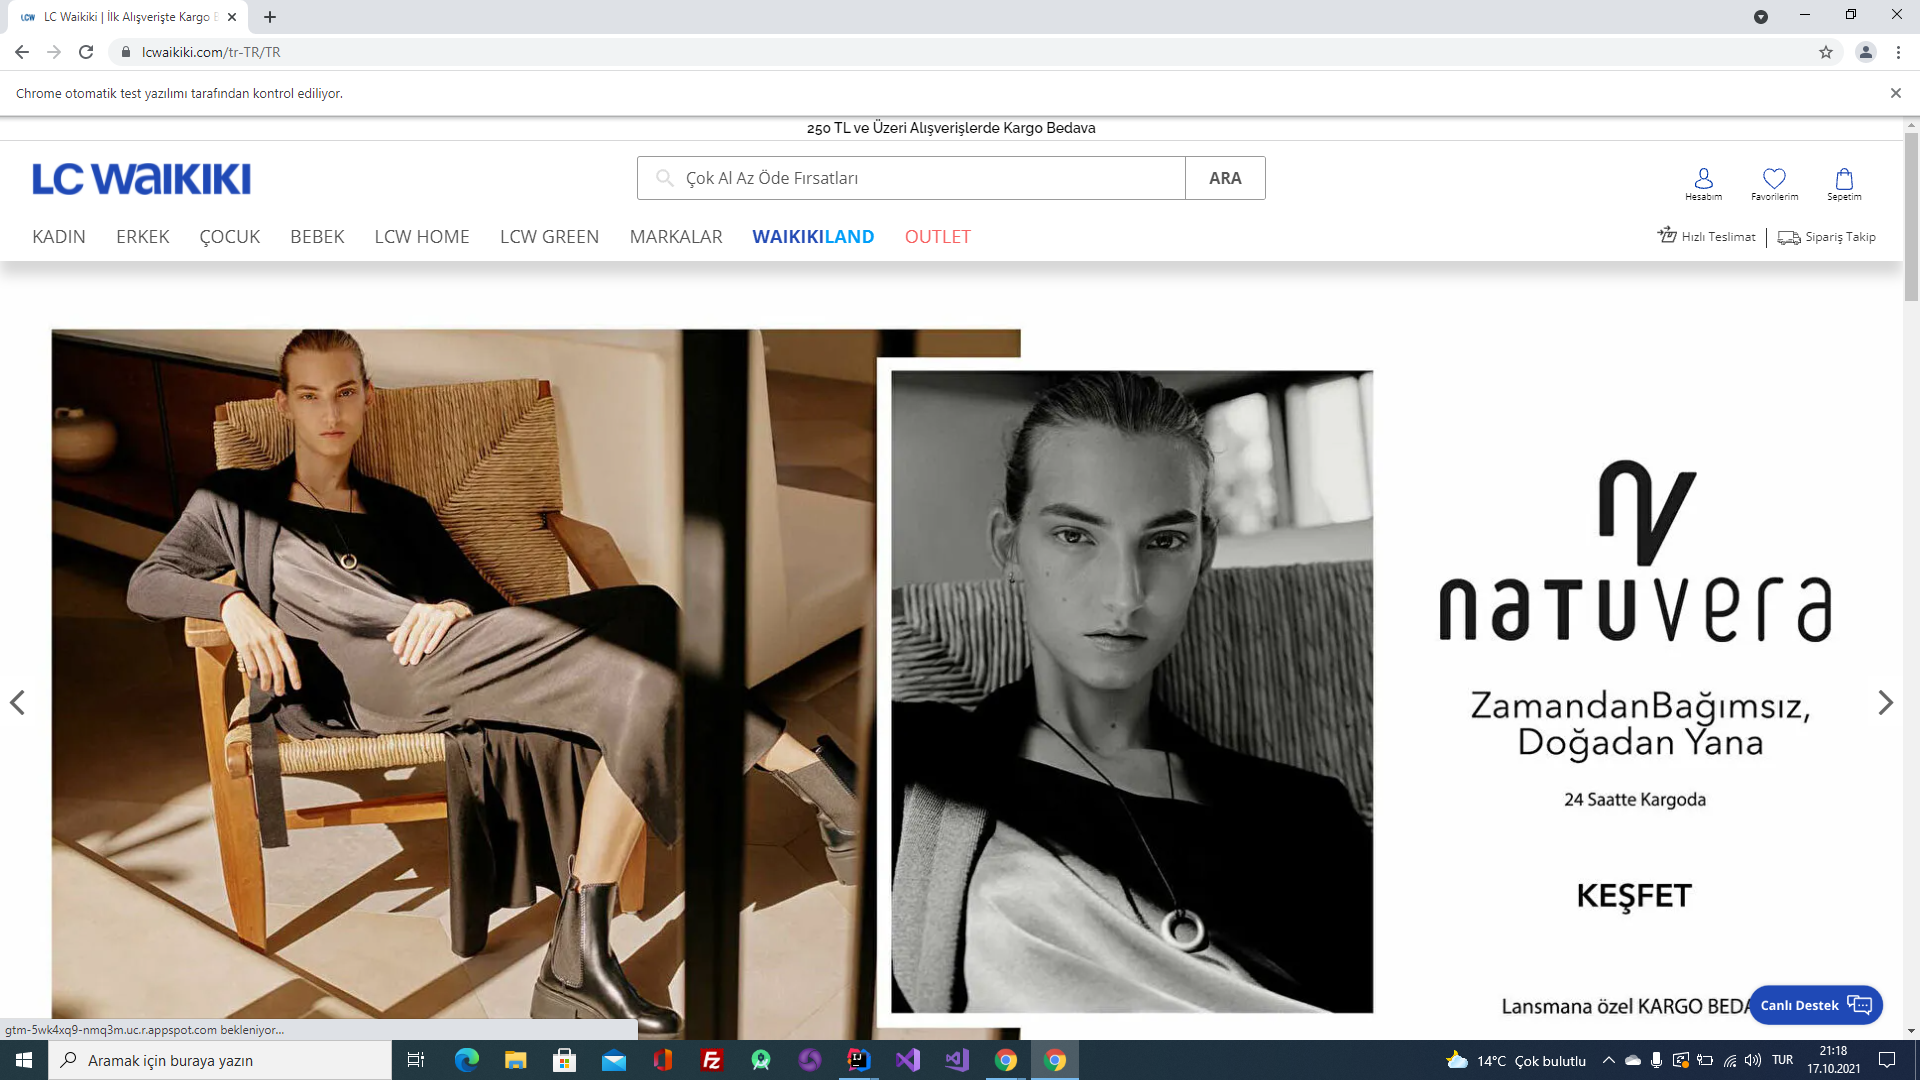 LCW LC Waikiki | İlk Alışverişte Kargo
lcwaikiki.com/tr-TR/TR
Chrome otomatik test yazılımı tarafından kontrol ediliyor.
250 TL ve Üzeri Alışverişlerde Kargo Bedava
LC WAIKIKI
Çok Al Az Öde Fırsatları
ARA
Hesabım Favorilerim Sepetim
KADIN ERKEK ÇOCUK BEBEK LCW HOME LCW GREEN MARKALAR WAIKIKILAND OUTLET
Hızlı Teslimat Sipariş Takip
natuvera
ZamandanBağımsız,
Doğadan Yana
24 Saatte Kargoda
KEŞFET
Lansmana özel KARGO BEDA
Canlı Destek
gtm-5wk4xq9-nmq3m.uc.r.appspot.com bekleniyor...
Aramak için buraya yazın
14°C Çok bulutlu
TUR
21:18
17.10.2021